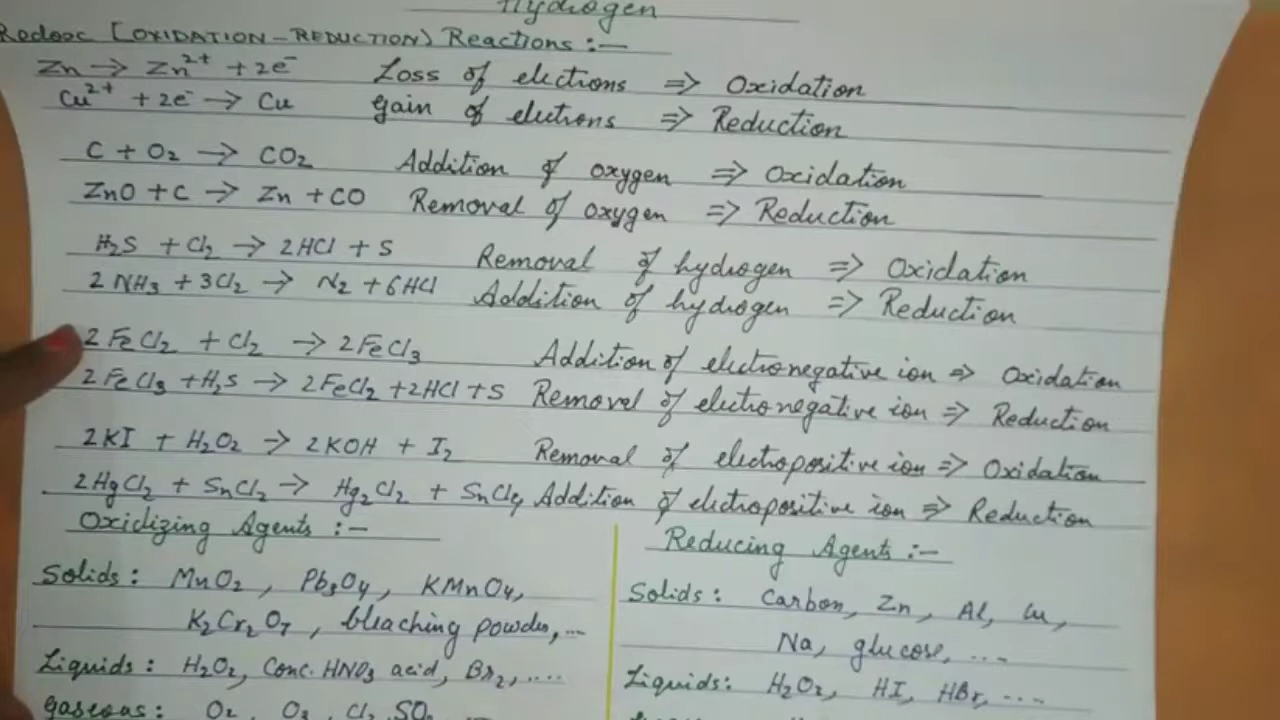 Hydrogen
Redox [OXIDATION-REDUCTION) Reactions :-
Zn → Zn²⁺ + 2e⁻ Loss of elections ⇒ Oxidation
Cu²⁺ + 2e⁻ → Cu gain of elutrons ⇒ Reduction
C + O₂ → CO₂ Addition of oxygen ⇒ Oxidation
ZnO + C → Zn + CO Removal of oxygen ⇒ Reduction
H₂S + Cl₂ → 2HCl + S Removal of hydrogen ⇒ Oxidation
2NH₃ + 3Cl₂ → N₂ + 6HCl Addition of hydrogen ⇒ Reduction
2FeCl₂ + Cl₂ → 2FeCl₃ Addition of electronegative ion ⇒ Oxidation
2FeCl₃ + H₂S → 2FeCl₂ + 2HCl + S Removal of electronegative ion ⇒ Reduction
2KI + H₂O₂ → 2KOH + I₂ Removal of electropositive ion ⇒ Oxidation
2HgCl₂ + SnCl₂ → Hg₂Cl₂ + SnCl₄ Addition of electropositive ion ⇒ Reduction
Oxidizing Agents :-
Solids : MnO₂, Pb₃O₄, KMnO₄,
K₂Cr₂O₇, bleaching powder, ...
Liquids : H₂O₂, Conc. HNO₃ acid, Br₂, ....
Gaseous : O₂, O₃, Cl₂, SO₂
Reducing Agents :-
Solids : Carbon, Zn, Al, Cu,
Na, glucose, ....
Liquids : H₂O₂, HI, HBr, ....